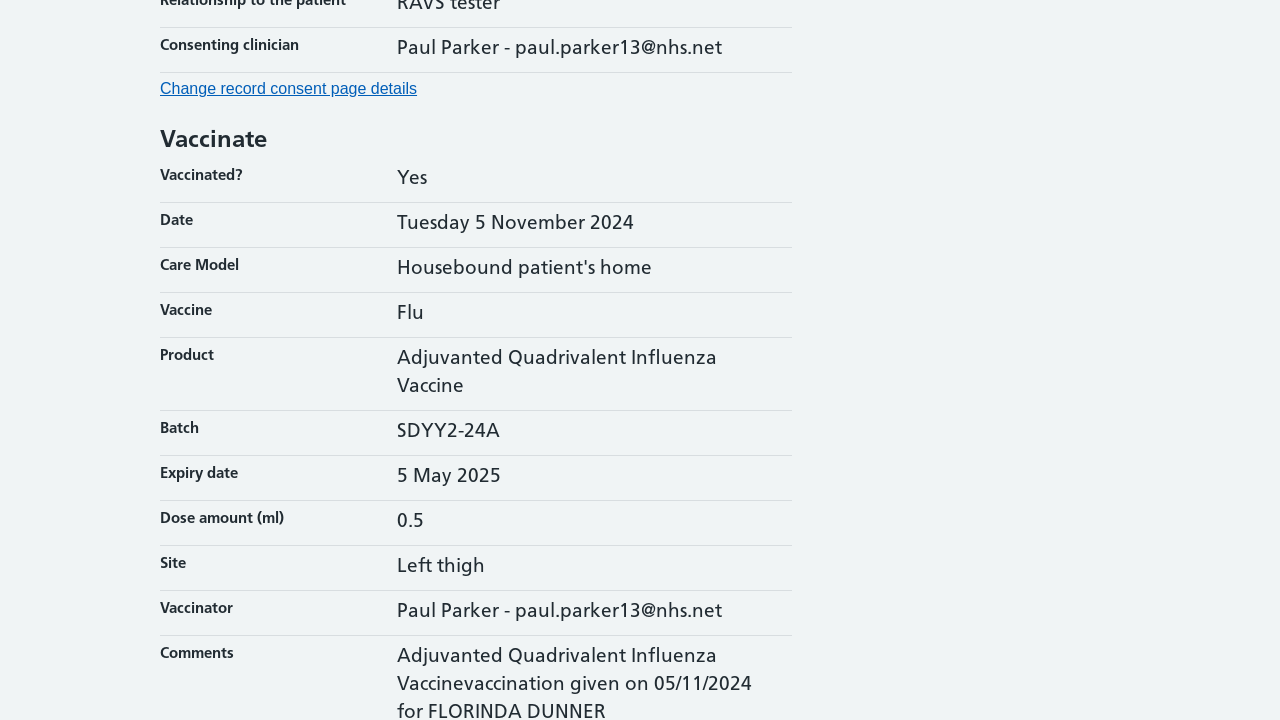 Relationship to the patient RAVS tester
Consenting clinician Paul Parker - paul.parker13@nhs.net
Change record consent page details
Vaccinate
Vaccinated? Yes
Date Tuesday 5 November 2024
Care Model Housebound patient's home
Vaccine Flu
Product Adjuvanted Quadrivalent Influenza
Vaccine
Batch SDYY2-24A
Expiry date 5 May 2025
Dose amount (ml) 0.5
Site Left thigh
Vaccinator Paul Parker - paul.parker13@nhs.net
Comments Adjuvanted Quadrivalent Influenza
Vaccinevaccination given on 05/11/2024
for FLORINDA DUNNER